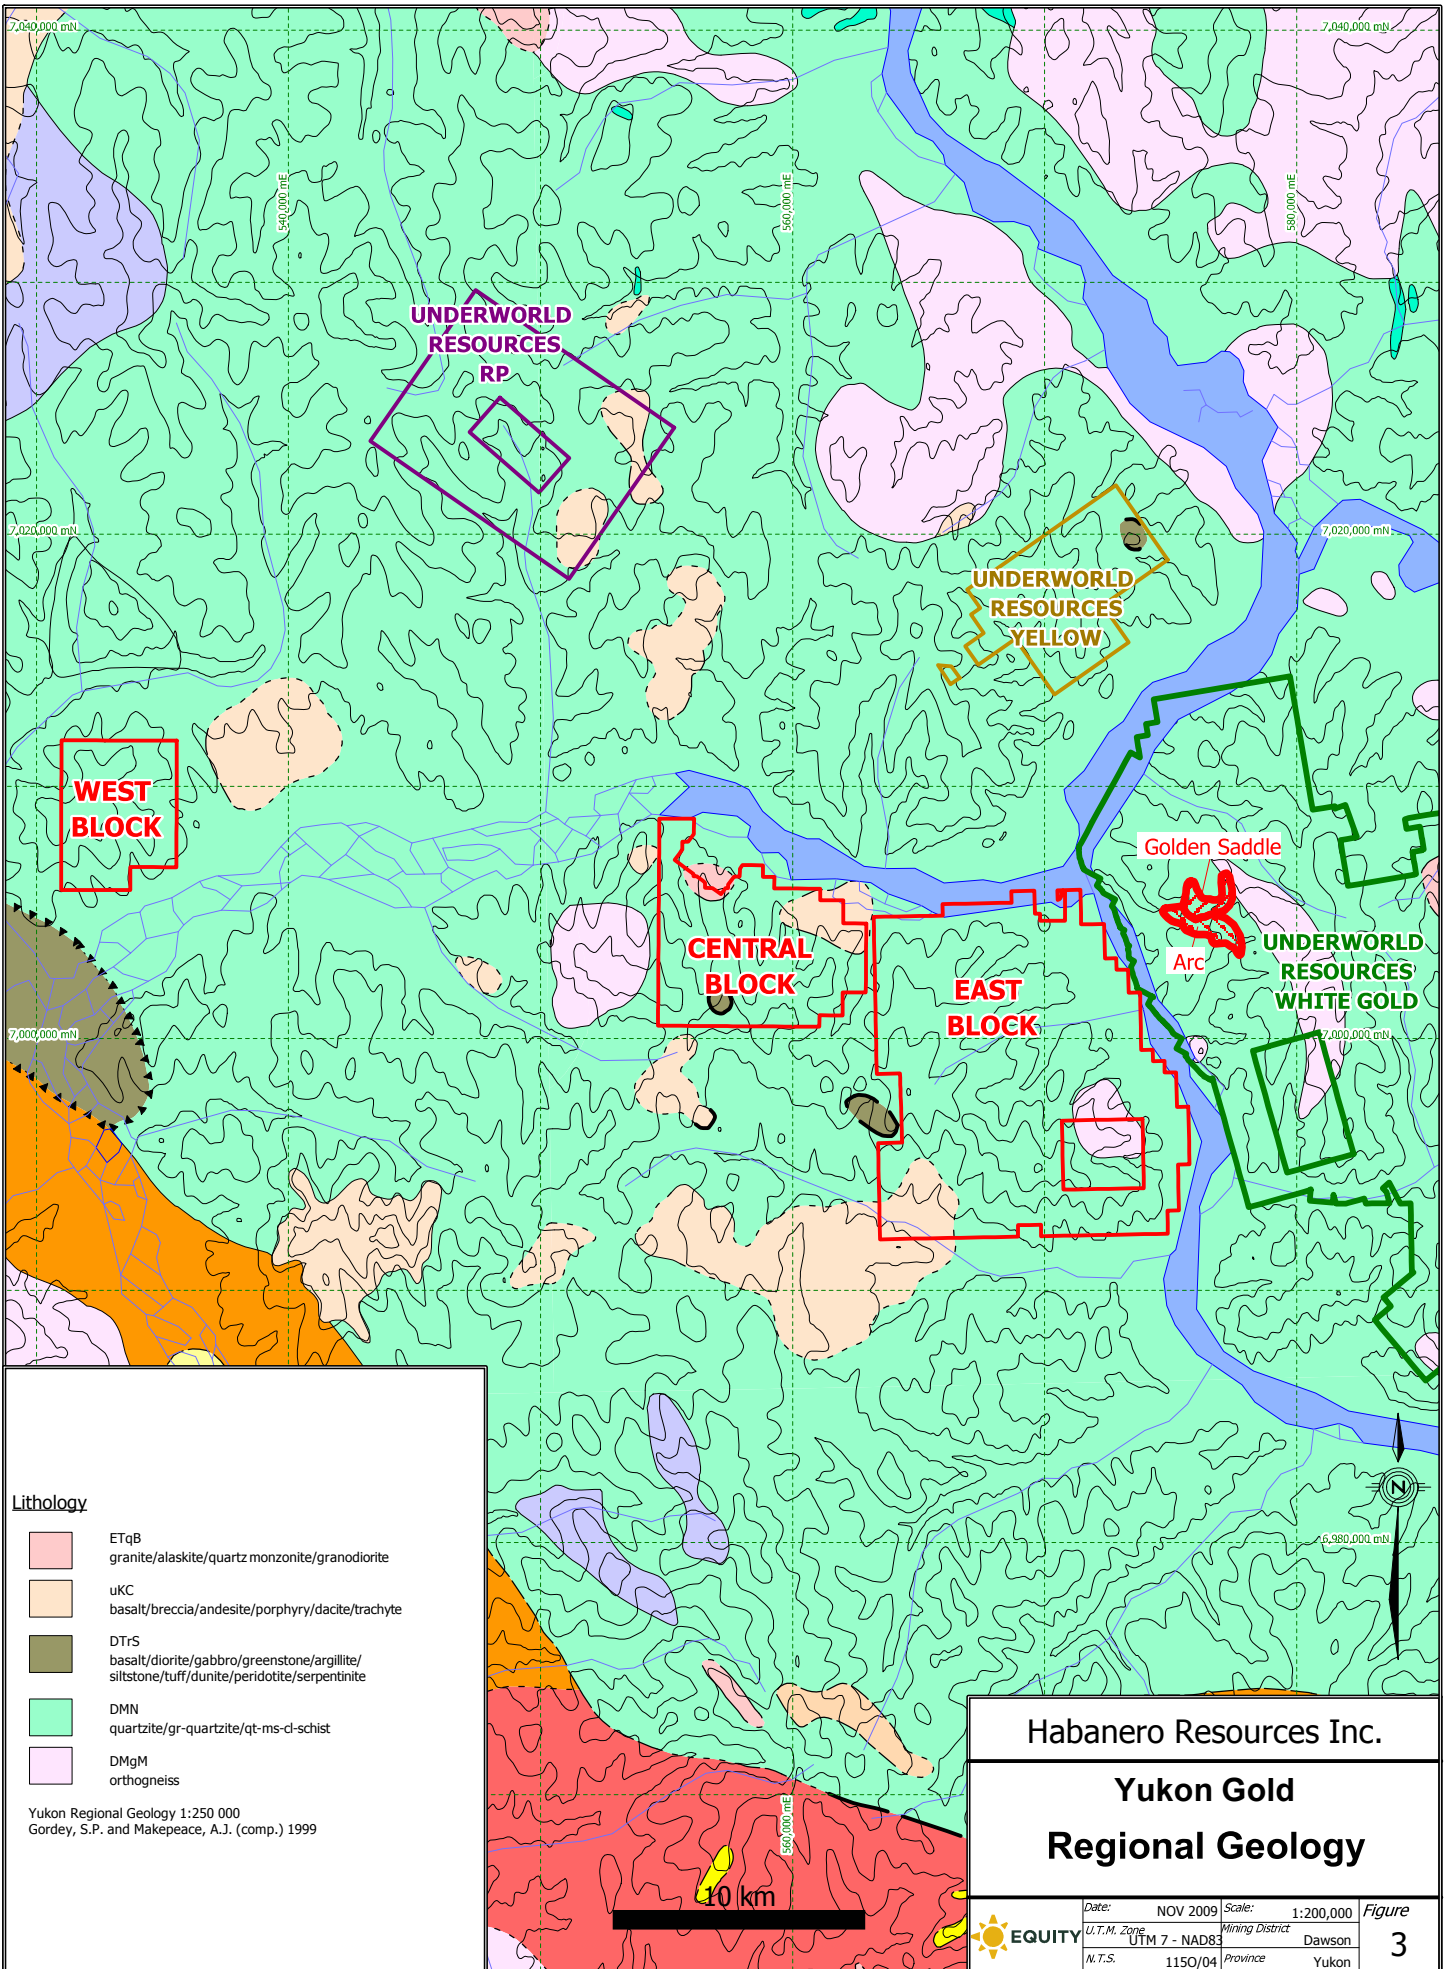 7,040,000 mN
7,040,000 mN
540,000 mE
560,000 mE
580,000 mE
UNDERWORLD
RESOURCES
RP
7,020,000 mN
7,020,000 mN
UNDERWORLD
RESOURCES
YELLOW
WEST
BLOCK
Golden Saddle
Arc
CENTRAL
BLOCK
EAST
BLOCK
UNDERWORLD
RESOURCES
WHITE GOLD
7,000,000 mN
7,000,000 mN
N
6,980,000 mN
560,000 mE
10 km
Lithology
ETqB
granite/alaskite/quartz monzonite/granodiorite
uKC
basalt/breccia/andesite/porphyry/dacite/trachyte
DTrS
basalt/diorite/gabbro/greenstone/argillite/
siltstone/tuff/dunite/peridotite/serpentinite
DMN
quartzite/gr-quartzite/qt-ms-cl-schist
DMgM
orthogneiss
Yukon Regional Geology 1:250 000
Gordey, S.P. and Makepeace, A.J. (comp.) 1999
Habanero Resources Inc.
Yukon Gold
Regional Geology
EQUITY
Date: NOV 2009 Scale: 1:200,000 Figure
U.T.M. Zone UTM 7 - NAD83 Mining District Dawson 3
N.T.S. 115O/04 Province Yukon